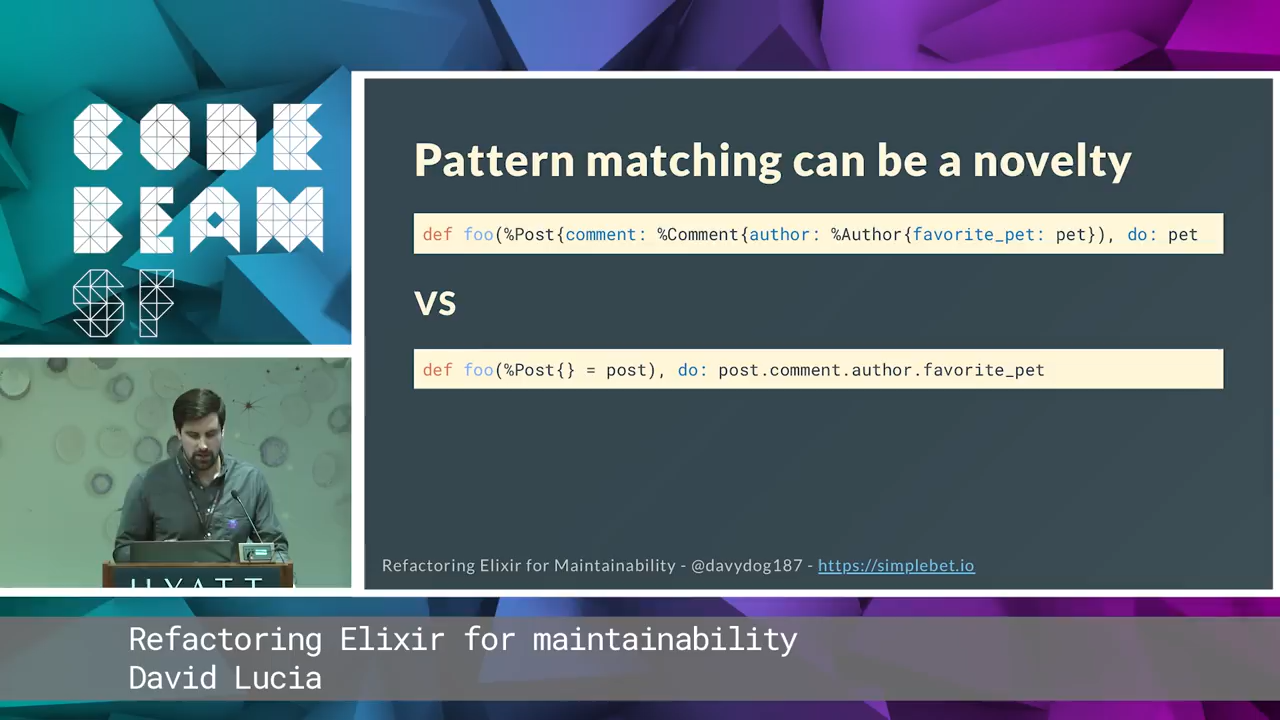 CODE
BEAM
SF
Pattern matching can be a novelty
def foo(%Post{comment: %Comment{author: %Author{favorite_pet: pet}), do: pet
VS
def foo(%Post{} = post), do: post.comment.author.favorite_pet
Refactoring Elixir for Maintainability - @davydog187 - https://simplebet.io
HYATT
Refactoring Elixir for maintainability
David Lucia